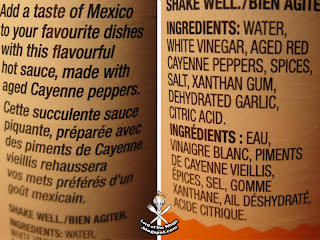 Add a taste of Mexico
to your favourite dishes
with this flavourful
hot sauce, made with
aged Cayenne peppers.
Cette succulente sauce
piquante, préparée avec
des piments de Cayenne
vieillis rehaussera
vos mets préférés d'un
goût mexicain.
SHAKE WELL./BIEN AGITER.
INGREDIENTS: WATER,
SHAKE WELL./BIEN AGITER
INGREDIENTS: WATER,
WHITE VINEGAR, AGED RED
CAYENNE PEPPERS, SPICES,
SALT, XANTHAN GUM,
DEHYDRATED GARLIC,
CITRIC ACID.
INGRÉDIENTS : EAU,
VINAIGRE BLANC, PIMENTS
DE CAYENNE VIEILLIS,
ÉPICES, SEL, GOMME
XANTHANE, AIL DÉSHYDRATÉ,
ACIDE CITRIQUE.